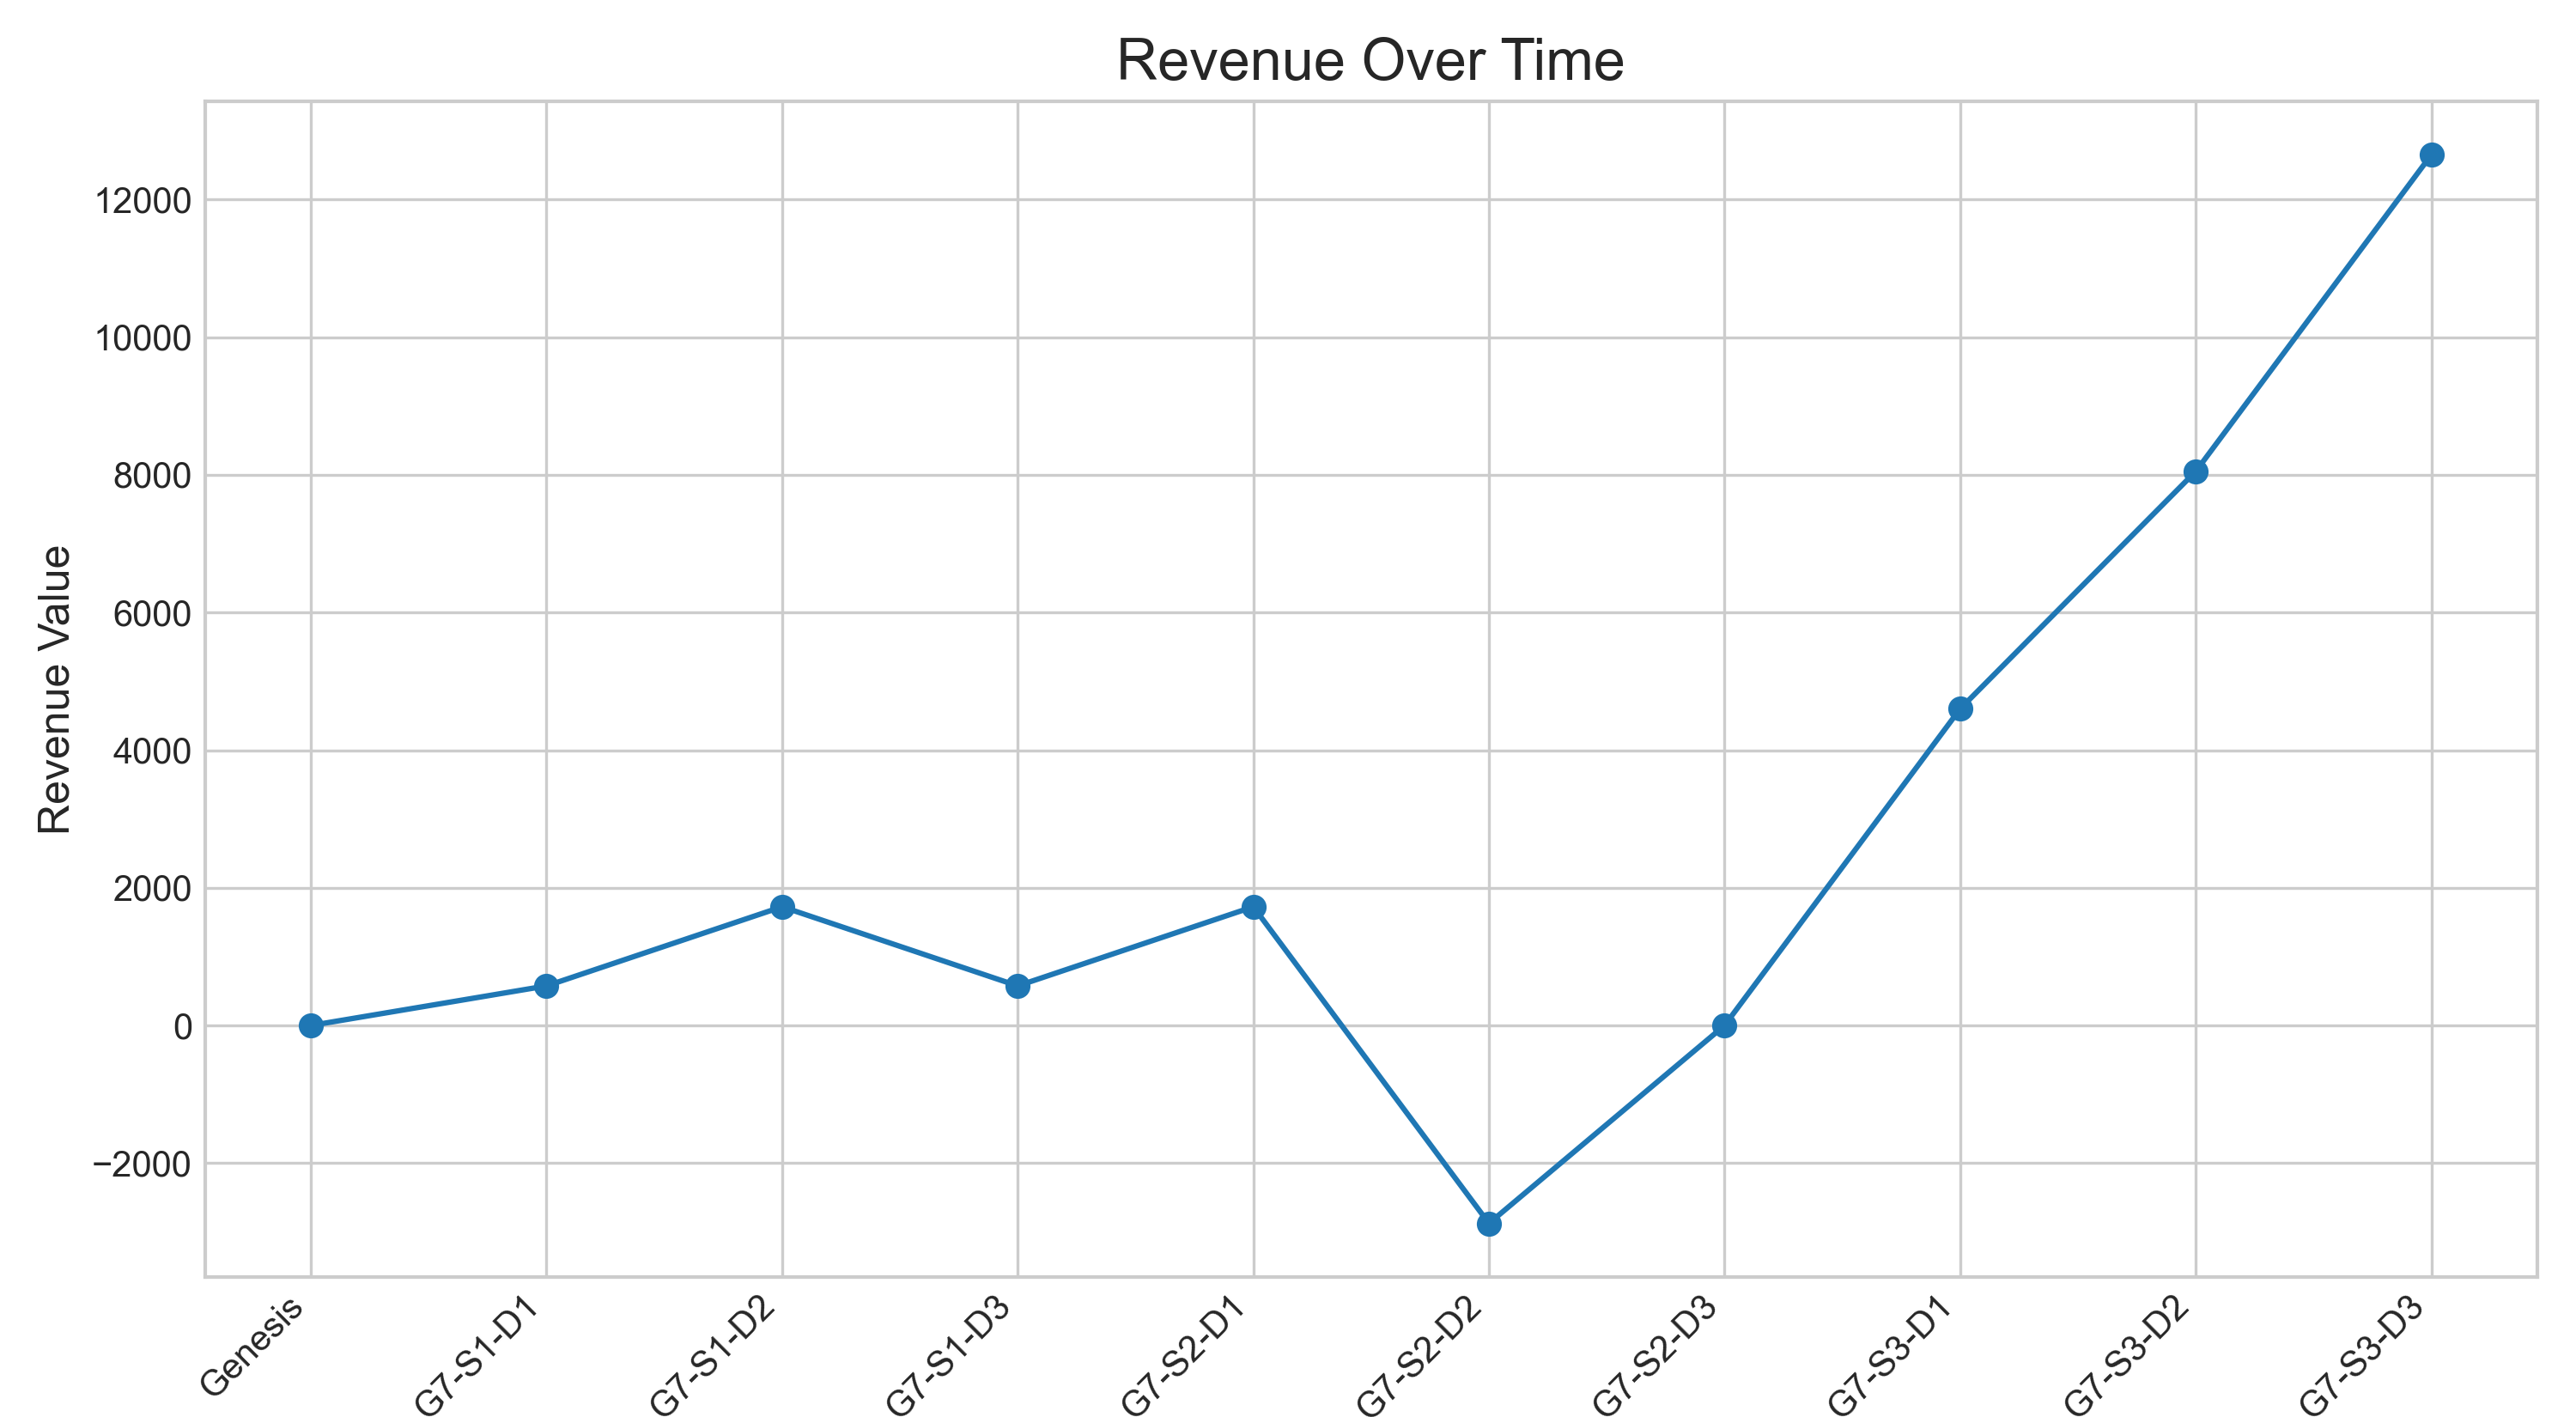 Revenue Over Time
Revenue Value
12000
10000
8000
6000
4000
2000
0
−2000
Genesis
G7-S1-D1
G7-S1-D2
G7-S1-D3
G7-S2-D1
G7-S2-D2
G7-S2-D3
G7-S3-D1
G7-S3-D2
G7-S3-D3